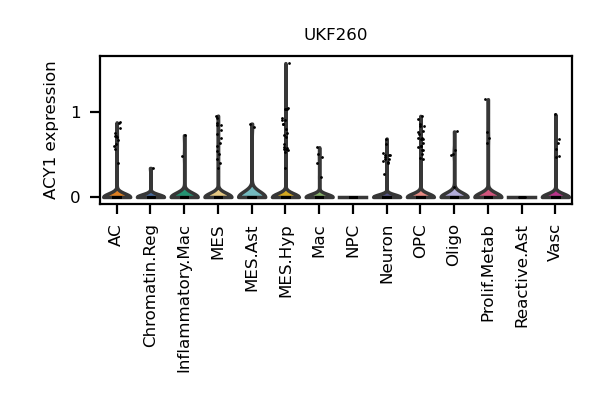 UKF260
ACY1 expression
1
0
AC
Chromatin.Reg
Inflammatory.Mac
MES
MES.Ast
MES.Hyp
Mac
NPC
Neuron
OPC
Oligo
Prolif.Metab
Reactive.Ast
Vasc